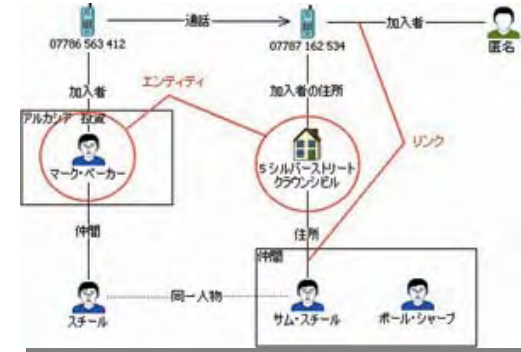 通話
加入者
07786 563 412
07787 162 534
匿名
エンティティ
加入者
加入者の住所
アルカシア 投資
リンク
マーク・ベーカー
5 シルバーストリート
クラウンシビル
仲間
住所
仲間
同一人物
スチール
サム・スチール
ポール・シャープ